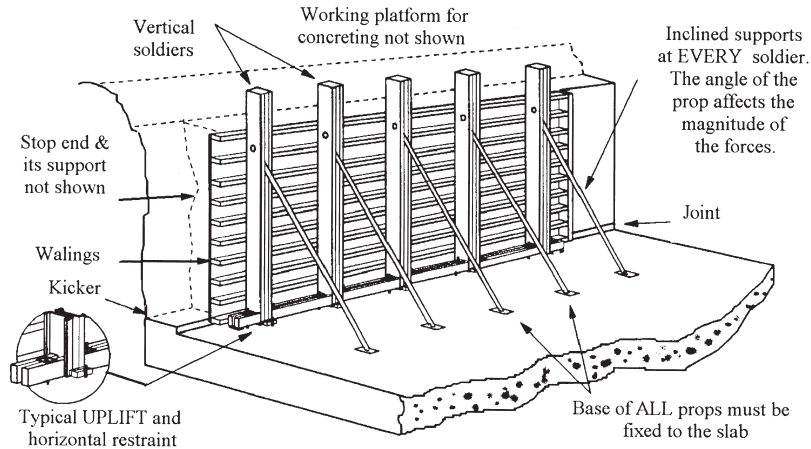 Vertical
soldiers
Working platform for
concreting not shown
Inclined supports
at EVERY soldier.
The angle of the
prop affects the
magnitude of
the forces.
Stop end &
its support
not shown
Joint
Walings
Kicker
Typical UPLIFT and
horizontal restraint
Base of ALL props must be
fixed to the slab